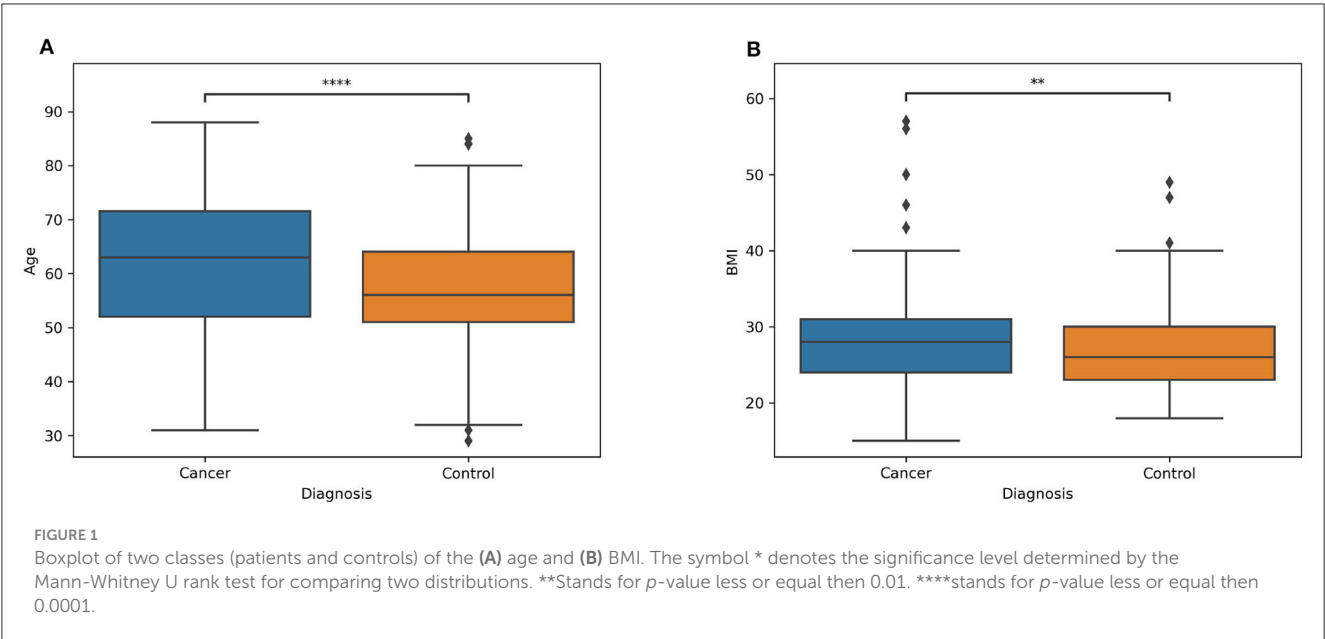 A
****
90
80
70
60
50
40
30
Age
Cancer
Control
Diagnosis
B
**
60
50
40
30
20
BMI
Cancer
Control
Diagnosis
FIGURE 1
Boxplot of two classes (patients and controls) of the (A) age and (B) BMI. The symbol * denotes the significance level determined by the
Mann-Whitney U rank test for comparing two distributions. **Stands for p-value less or equal then 0.01. ****stands for p-value less or equal then
0.0001.